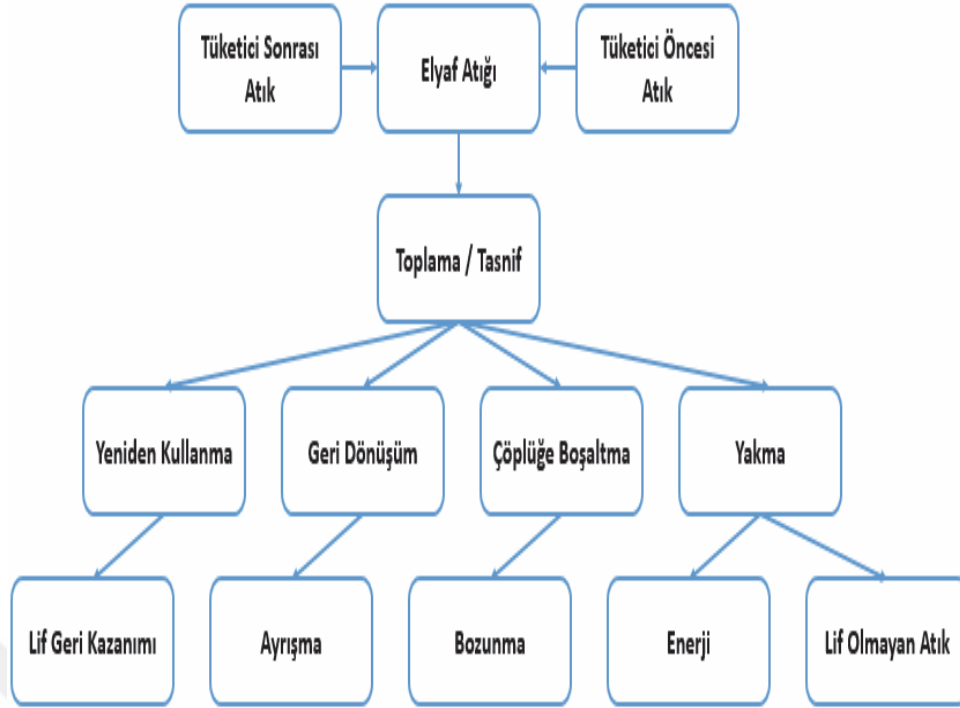 Tüketici Sonrası
Atık
Elyaf Atığı
Tüketici Öncesi
Atık
Toplama / Tasnif
Yeniden Kullanma
Geri Dönüşüm
Çöplüğe Boşaltma
Yakma
Lif Geri Kazanımı
Ayrışma
Bozunma
Enerji
Lif Olmayan Atık